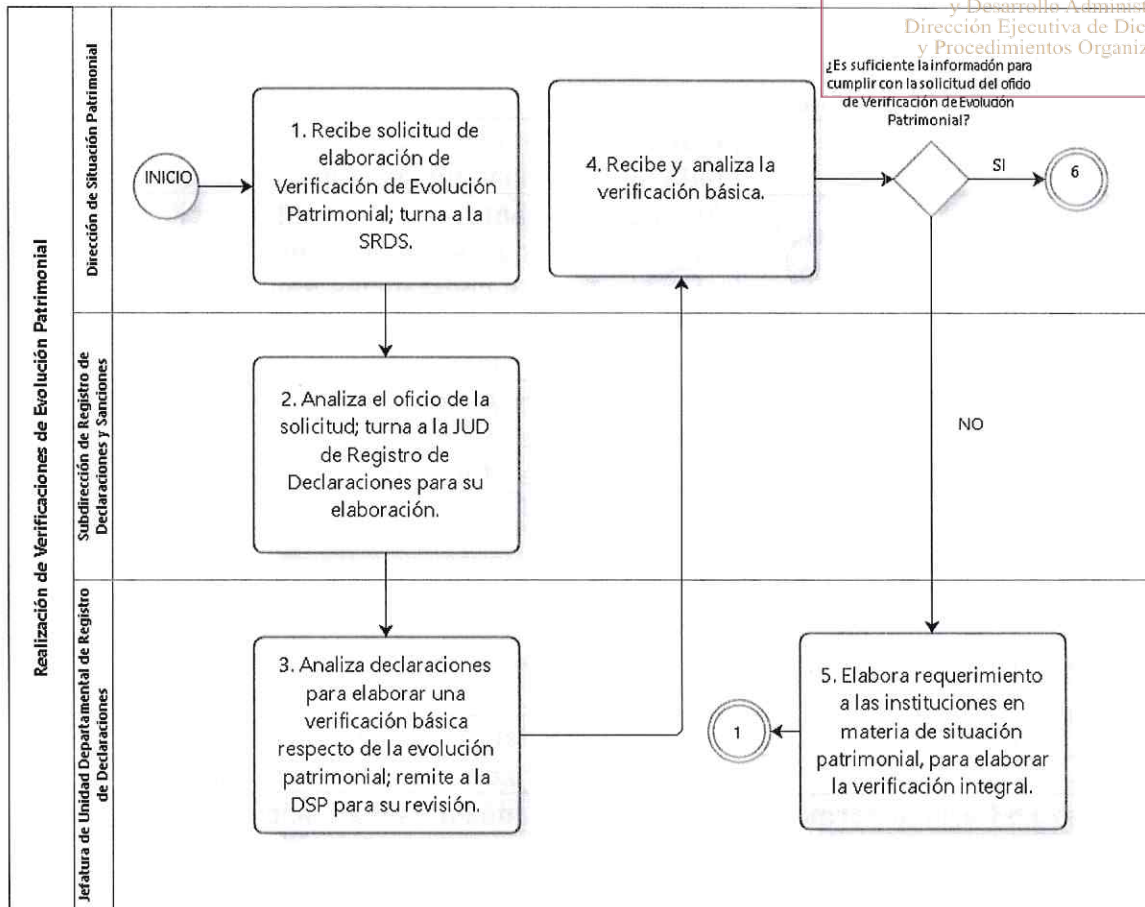 y Desarrollo
Dirección Ejecutiva de
y Procedimientos
¿Es suficiente la información para
cumplir con la solicitud del oficio
de Verificación de Evolución
Patrimonial?
Realización de Verificaciones de Evolución Patrimonial
Dirección de Situación Patrimonial
INICIO
1. Recibe solicitud de
elaboración de
Verificación de Evolución
Patrimonial; turna a la
SRDS.
4. Recibe y analiza la
verificación básica.
SI
6
Subdirección de Registro de
Declaraciones y Sanciones
2. Analiza el oficio de la
solicitud; turna a la JUD
de Registro de
Declaraciones para su
elaboración.
NO
Jefatura de Unidad Departamental de Registro
de Declaraciones
3. Analiza declaraciones
para elaborar una
verificación básica
respecto de la evolución
patrimonial; remite a la
DSP para su revisión.
1
5. Elabora requerimiento
a las instituciones en
materia de situación
patrimonial, para elaborar
la verificación integral.